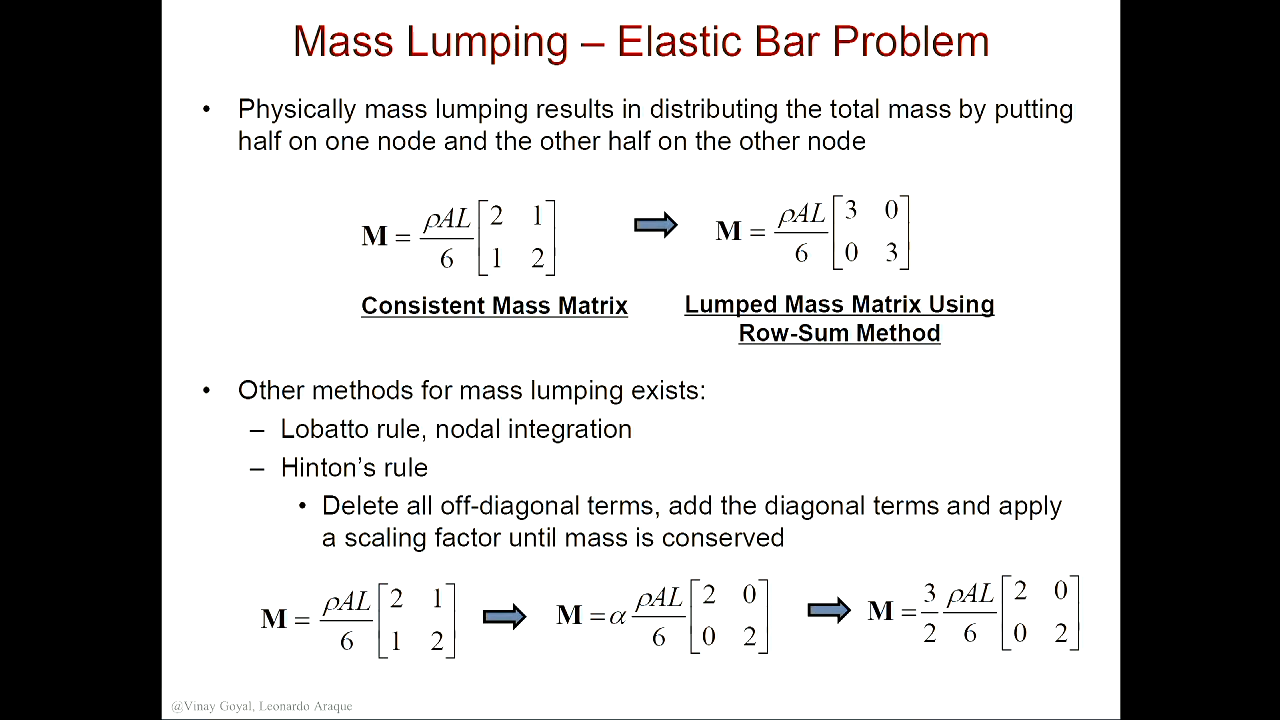 Mass Lumping – Elastic Bar Problem
• Physically mass lumping results in distributing the total mass by putting
half on one node and the other half on the other node
M = ρAL/6 [2 1; 1 2] ⇒ M = ρAL/6 [3 0; 0 3]
Consistent Mass Matrix
Lumped Mass Matrix Using
Row-Sum Method
• Other methods for mass lumping exists:
– Lobatto rule, nodal integration
– Hinton’s rule
• Delete all off-diagonal terms, add the diagonal terms and apply
a scaling factor until mass is conserved
M = ρAL/6 [2 1; 1 2] ⇒ M = α ρAL/6 [2 0; 0 2] ⇒ M = 3/2 ρAL/6 [2 0; 0 2]
@Vinay Goyal, Leonardo Araque